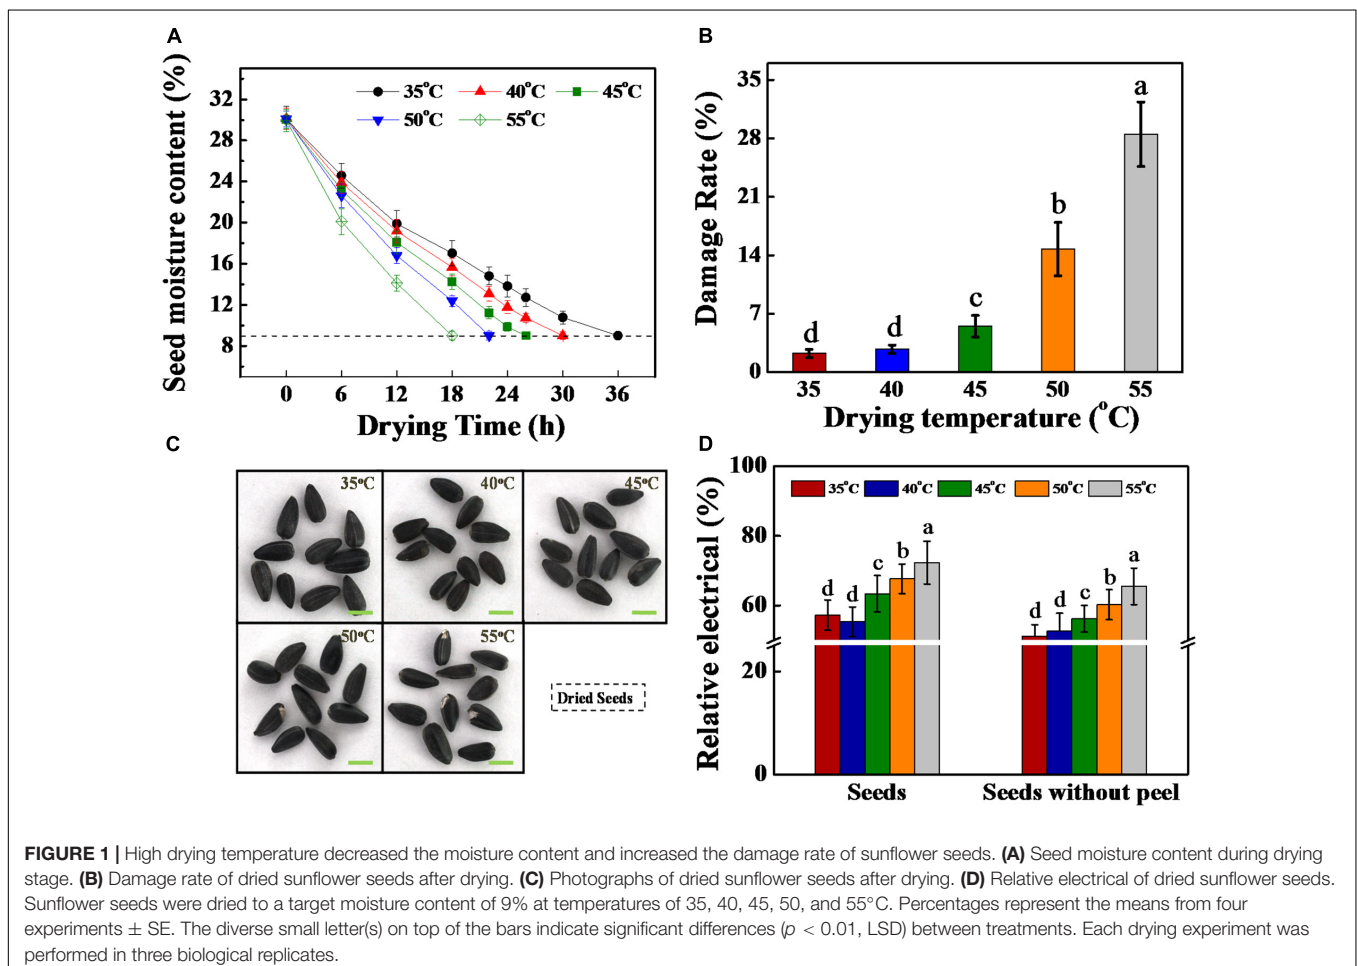 A
Seed moisture content (%)
32
28
24
20
16
12
8
35°C 40°C 45°C
50°C 55°C
0 6 12 18 24 30 36
Drying Time (h)
B
Damage Rate (%)
35
28
21
14
7
0
d d c b a
35 40 45 50 55
Drying temperature (°C)
C
35°C 40°C 45°C
50°C 55°C
Dried Seeds
D
Relative electrical (%)
100
80
60
20
0
35°C 40°C 45°C 50°C 55°C
d d c b a
d d c b a
Seeds Seeds without peel
FIGURE 1 | High drying temperature decreased the moisture content and increased the damage rate of sunflower seeds. (A) Seed moisture content during drying
stage. (B) Damage rate of dried sunflower seeds after drying. (C) Photographs of dried sunflower seeds after drying. (D) Relative electrical of dried sunflower seeds.
Sunflower seeds were dried to a target moisture content of 9% at temperatures of 35, 40, 45, 50, and 55°C. Percentages represent the means from four
experiments ± SE. The diverse small letter(s) on top of the bars indicate significant differences (p < 0.01, LSD) between treatments. Each drying experiment was
performed in three biological replicates.